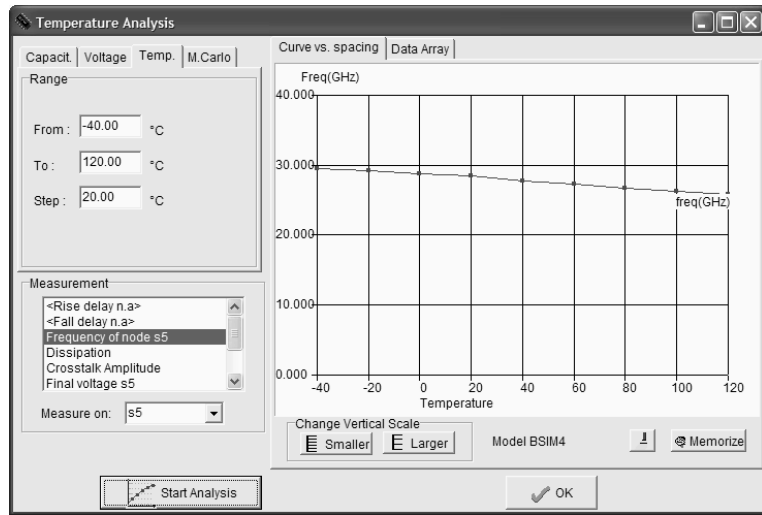 Temperature Analysis
Capacit. Voltage Temp. M.Carlo
Range
From : -40.00 °C
To : 120.00 °C
Step : 20.00 °C
Measurement
<Rise delay n.a>
<Fall delay n.a>
Frequency of node s5
Dissipation
Crosstalk Amplitude
Final voltage s5
Measure on: s5
Start Analysis
Curve vs. spacing Data Array
Freq(GHz)
40.000
30.000
freq(GHz)
20.000
10.000
0.000
-40 -20 0 20 40 60 80 100 120
Temperature
Change Vertical Scale
Smaller Larger Model BSIM4 Memorize
OK